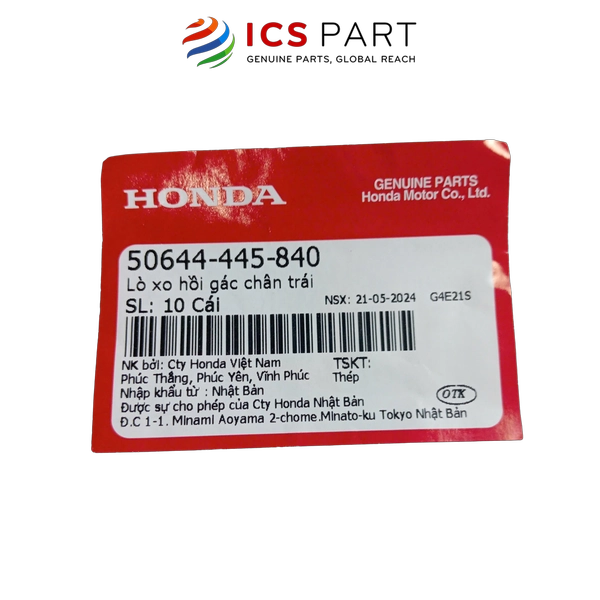 ICS PART
GENUINE PARTS, GLOBAL REACH
HONDA
GENUINE PARTS
Honda Motor Co., Ltd.
50644-445-840
Lò xo hồi gác chân trái
SL: 10 Cái
NSX: 21-05-2024 G4E21S
NK bởi: Cty Honda Việt Nam
TSKT:
Phúc Thắng, Phúc Yên, Vĩnh Phúc
Thép
Nhập khẩu từ : Nhật Bản
Được sự cho phép của Cty Honda Nhật Bản
OTK
Đ.C 1-1. Minami Aoyama 2-chome.Minato-ku Tokyo Nhật Bản